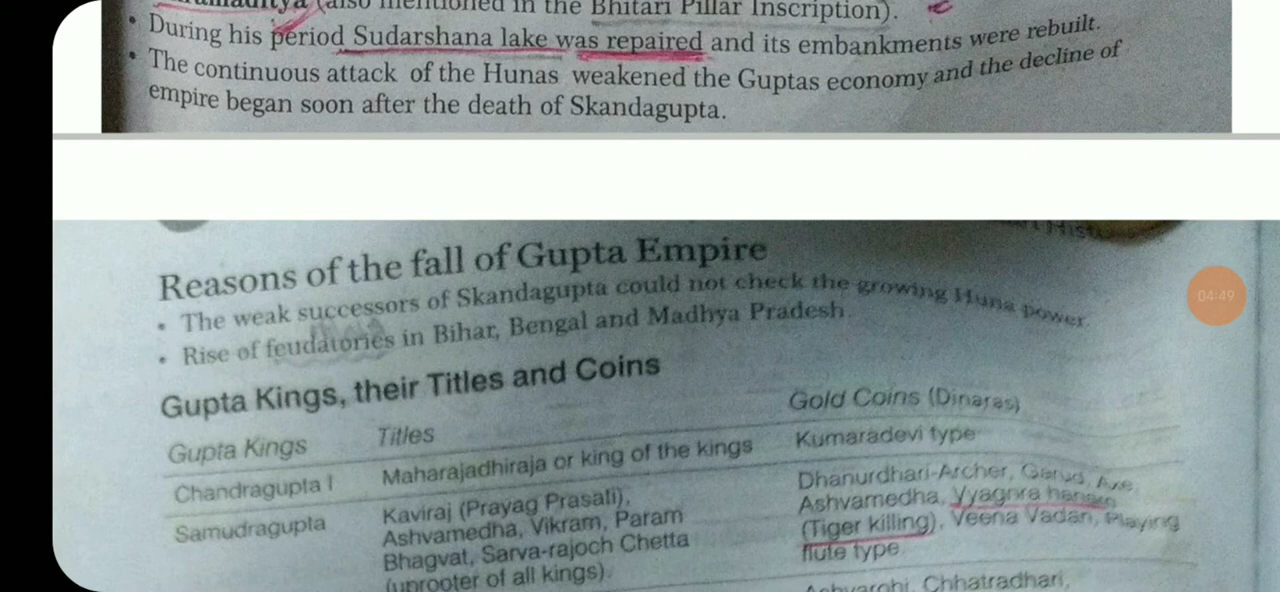 (also mentioned in the Bhitari Pillar Inscription).
• During his period Sudarshana lake was repaired and its embankments were rebuilt.
• The continuous attack of the Hunas weakened the Guptas economy and the decline of
empire began soon after the death of Skandagupta.
Reasons of the fall of Gupta Empire
• The weak successors of Skandagupta could not check the growing Huna power.
• Rise of feudatories in Bihar, Bengal and Madhya Pradesh.
Gupta Kings, their Titles and Coins
Gupta Kings Titles Gold Coins (Dinaras)
Chandragupta I Maharajadhiraja or king of the kings Kumaradevi type
Samudragupta Kaviraj (Prayag Prasati), Dhanurdhari-Archer, Garud, Axe
Ashvamedha, Vikram, Param Ashvamedha, Vyaghra hanam
Bhagvat, Sarva-rajoch Chetta (Tiger killing), Veena Vadan, Playing
(uprooter of all kings). flute type
Chhatradhari,
04:49